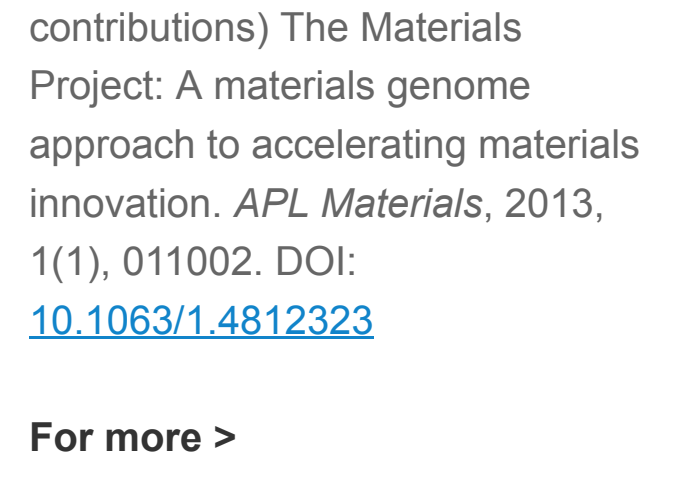 contributions) The Materials
Project: A materials genome
approach to accelerating materials
innovation. APL Materials, 2013,
1(1), 011002. DOI:
10.1063/1.4812323
For more >